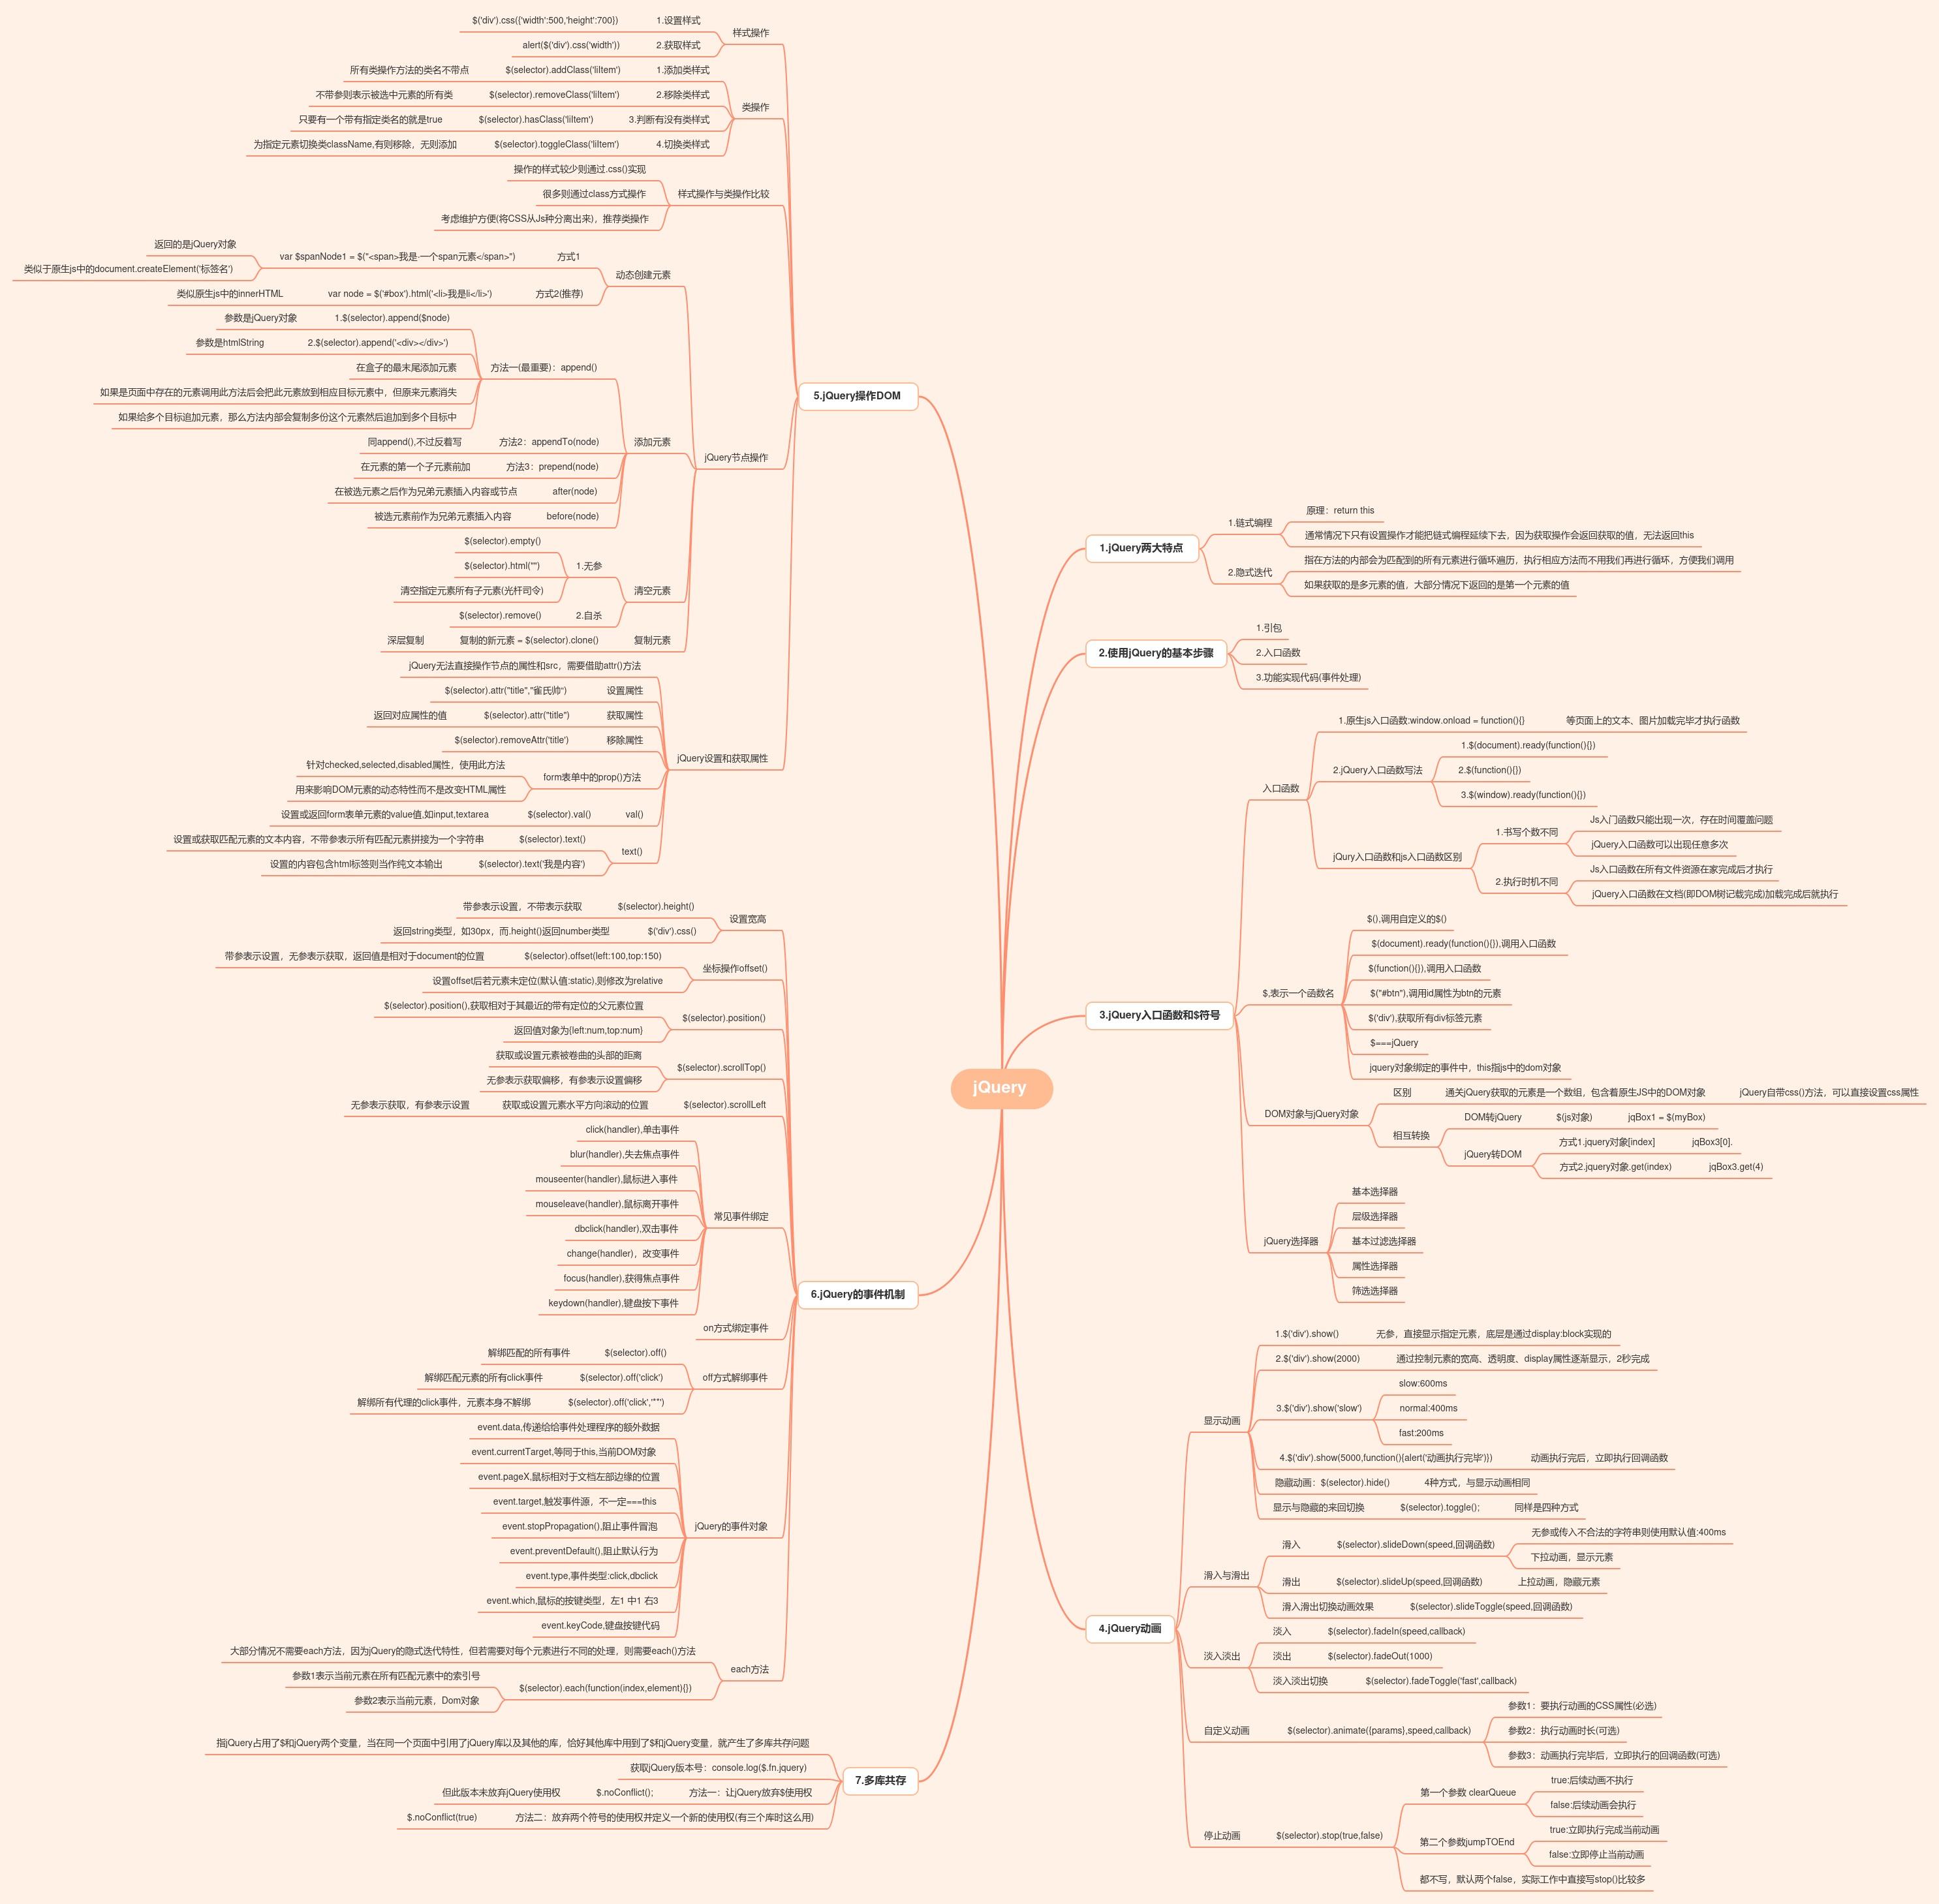 jQuery
1.jQuery两大特点
1.链式编程
原理：return this
通常情况下只有设置操作才能把链式编程延续下去，因为获取操作会返回获取的值，无法返回this
2.隐式迭代
指在方法的内部会为匹配到的所有元素进行循环遍历，执行相应方法而不用我们再进行循环，方便我们调用
如果获取的是多元素的值，大部分情况下返回的是第一个元素的值
2.使用jQuery的基本步骤
1.引包
2.入口函数
3.功能实现代码(事件处理)
3.jQuery入口函数和$符号
入口函数
1.原生js入口函数:window.onload = function(){}
等页面上的文本、图片加载完毕才执行函数
2.jQuery入口函数写法
1.$(document).ready(function(){})
2.$(function(){})
3.$(window).ready(function(){})
jQury入口函数和js入口函数区别
1.书写个数不同
Js入门函数只能出现一次，存在时间覆盖问题
jQuery入口函数可以出现任意多次
2.执行时机不同
Js入口函数在所有文件资源在家完成后才执行
jQuery入口函数在文档(即DOM树记载完成)加载完成后就执行
$,表示一个函数名
$(),调用自定义的$()
$(document).ready(function(){}),调用入口函数
$(function(){}),调用入口函数
$("#btn"),调用id属性为btn的元素
$('div'),获取所有div标签元素
$===jQuery
jquery对象绑定的事件中，this指js中的dom对象
DOM对象与jQuery对象
区别
通关jQuery获取的元素是一个数组，包含着原生JS中的DOM对象
jQuery自带css()方法，可以直接设置css属性
相互转换
DOM转jQuery
$(js对象)
jqBox1 = $(myBox)
jQuery转DOM
方式1.jquery对象[index]
jqBox3[0].
方式2.jquery对象.get(index)
jqBox3.get(4)
jQuery选择器
基本选择器
层级选择器
基本过滤选择器
属性选择器
筛选选择器
4.jQuery动画
显示动画
1.$('div').show()
无参，直接显示指定元素，底层是通过display:block实现的
2.$('div').show(2000)
通过控制元素的宽高、透明度、display属性逐渐显示，2秒完成
3.$('div').show('slow')
slow:600ms
normal:400ms
fast:200ms
4.$('div').show(5000,function(){alert('动画执行完毕')})
动画执行完后，立即执行回调函数
隐藏动画：$(selector).hide()
4种方式，与显示动画相同
显示与隐藏的来回切换
$(selector).toggle();
同样是四种方式
滑入与滑出
滑入
$(selector).slideDown(speed,回调函数)
无参或传入不合法的字符串则使用默认值:400ms
下拉动画，显示元素
滑出
$(selector).slideUp(speed,回调函数)
上拉动画，隐藏元素
滑入滑出切换动画效果
$(selector).slideToggle(speed,回调函数)
淡入淡出
淡入
$(selector).fadeIn(speed,callback)
淡出
$(selector).fadeOut(1000)
淡入淡出切换
$(selector).fadeToggle('fast',callback)
自定义动画
$(selector).animate({params},speed,callback)
参数1：要执行动画的CSS属性(必选)
参数2：执行动画时长(可选)
参数3：动画执行完毕后，立即执行的回调函数(可选)
停止动画
$(selector).stop(true,false)
第一个参数 clearQueue
true:后续动画不执行
false:后续动画会执行
第二个参数jumpTOEnd
true:立即执行完成当前动画
false:立即停止当前动画
都不写，默认两个false，实际工作中直接写stop()比较多
5.jQuery操作DOM
样式操作
1.设置样式
$('div').css({'width':500,'height':700})
2.获取样式
alert($('div').css('width'))
类操作
1.添加类样式
$(selector).addClass('liItem')
所有类操作方法的类名不带点
2.移除类样式
$(selector).removeClass('liItem')
不带参则表示被选中元素的所有类
3.判断有没有类样式
$(selector).hasClass('liItem')
只要有一个带有指定类名的就是true
4.切换类样式
$(selector).toggleClass('liItem')
为指定元素切换类className,有则移除，无则添加
样式操作与类操作比较
操作的样式较少则通过.css()实现
很多则通过class方式操作
考虑维护方便(将CSS从Js种分离出来)，推荐类操作
jQuery节点操作
动态创建元素
方式1
var $spanNode1 = $("<span>我是-一个span元素</span>")
返回的是jQuery对象
类似于原生js中的document.createElement('标签名')
方式2(推荐)
var node = $('#box').html('<li>我是li</li>')
类似原生js中的innerHTML
添加元素
方法一(最重要)：append()
1.$(selector).append($node)
参数是jQuery对象
2.$(selector).append('<div></div>')
参数是htmlString
在盒子的最末尾添加元素
如果是页面中存在的元素调用此方法后会把此元素放到相应目标元素中，但原来元素消失
如果给多个目标追加元素，那么方法内部会复制多份这个元素然后追加到多个目标中
方法2：appendTo(node)
同append(),不过反着写
方法3：prepend(node)
在元素的第一个子元素前加
after(node)
在被选元素之后作为兄弟元素插入内容或节点
before(node)
被选元素前作为兄弟元素插入内容
清空元素
1.无参
$(selector).empty()
$(selector).html("")
清空指定元素所有子元素(光杆司令)
2.自杀
$(selector).remove()
复制元素
复制的新元素 = $(selector).clone()
深层复制
jQuery设置和获取属性
jQuery无法直接操作节点的属性和src，需要借助attr()方法
设置属性
$(selector).attr("title","雀氏帅")
获取属性
$(selector).attr("title")
返回对应属性的值
移除属性
$(selector).removeAttr('title')
form表单中的prop()方法
针对checked,selected,disabled属性，使用此方法
用来影响DOM元素的动态特性而不是改变HTML属性
val()
$(selector).val()
设置或返回form表单元素的value值,如input,textarea
text()
$(selector).text()
设置或获取匹配元素的文本内容，不带参表示所有匹配元素拼接为一个字符串
$(selector).text('我是内容')
设置的内容包含html标签则当作纯文本输出
6.jQuery的事件机制
设置宽高
$(selector).height()
带参表示设置，不带表示获取
$('div').css()
返回string类型，如30px，而.height()返回number类型
坐标操作offset()
$(selector).offset(left:100,top:150)
带参表示设置，无参表示获取，返回值是相对于document的位置
设置offset后若元素未定位(默认值:static),则修改为relative
$(selector).position()
$(selector).position(),获取相对于其最近的带有定位的父元素位置
返回值对象为{left:num,top:num}
$(selector).scrollTop()
获取或设置元素被卷曲的头部的距离
无参表示获取偏移，有参表示设置偏移
$(selector).scrollLeft
获取或设置元素水平方向滚动的位置
无参表示获取，有参表示设置
常见事件绑定
click(handler),单击事件
blur(handler),失去焦点事件
mouseenter(handler),鼠标进入事件
mouseleave(handler),鼠标离开事件
dbclick(handler),双击事件
change(handler)，改变事件
focus(handler),获得焦点事件
keydown(handler),键盘按下事件
on方式绑定事件
off方式解绑事件
$(selector).off()
解绑匹配的所有事件
$(selector).off('click')
解绑匹配元素的所有click事件
$(selector).off('click','**')
解绑所有代理的click事件，元素本身不解绑
jQuery的事件对象
event.data,传递给给事件处理程序的额外数据
event.currentTarget,等同于this,当前DOM对象
event.pageX,鼠标相对于文档左部边缘的位置
event.target,触发事件源，不一定===this
event.stopPropagation(),阻止事件冒泡
event.preventDefault(),阻止默认行为
event.type,事件类型:click,dbclick
event.which,鼠标的按键类型，左1 中1 右3
event.keyCode,键盘按键代码
each方法
大部分情况不需要each方法，因为jQuery的隐式迭代特性，但若需要对每个元素进行不同的处理，则需要each()方法
$(selector).each(function(index,element){})
参数1表示当前元素在所有匹配元素中的索引号
参数2表示当前元素，Dom对象
7.多库共存
指jQuery占用了$和jQuery两个变量，当在同一个页面中引用了jQuery库以及其他的库，恰好其他库中用到了$和jQuery变量，就产生了多库共存问题
获取jQuery版本号：console.log($.fn.jquery)
方法一：让jQuery放弃$使用权
$.noConflict();
但此版本未放弃jQuery使用权
方法二：放弃两个符号的使用权并定义一个新的使用权(有三个库时这么用)
$.noConflict(true)